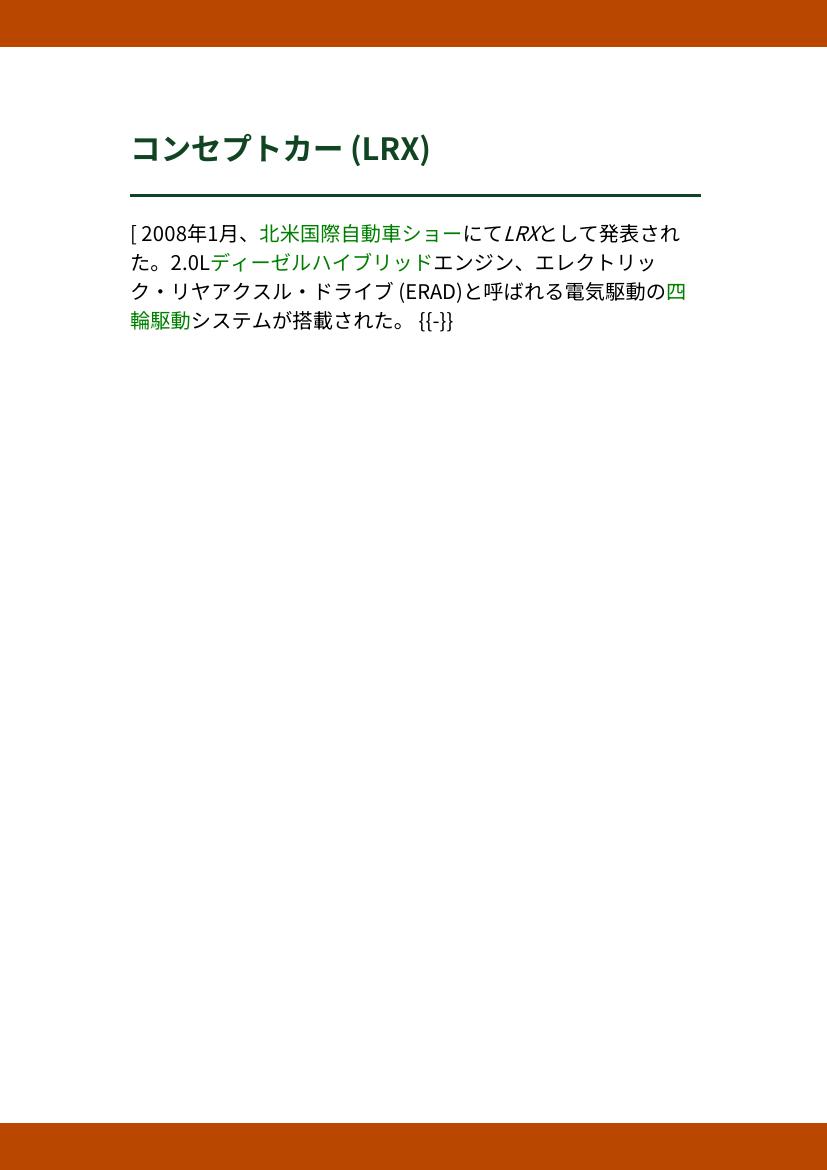 コンセプトカー (LRX)
[ 2008年1月、北米国際自動車ショーにてLRXとして発表され
た。2.0Lディーゼルハイブリッドエンジン、エレクトリッ
ク・リヤアクスル・ドライブ (ERAD)と呼ばれる電気駆動の四
輪駆動システムが搭載された。 {{-}}